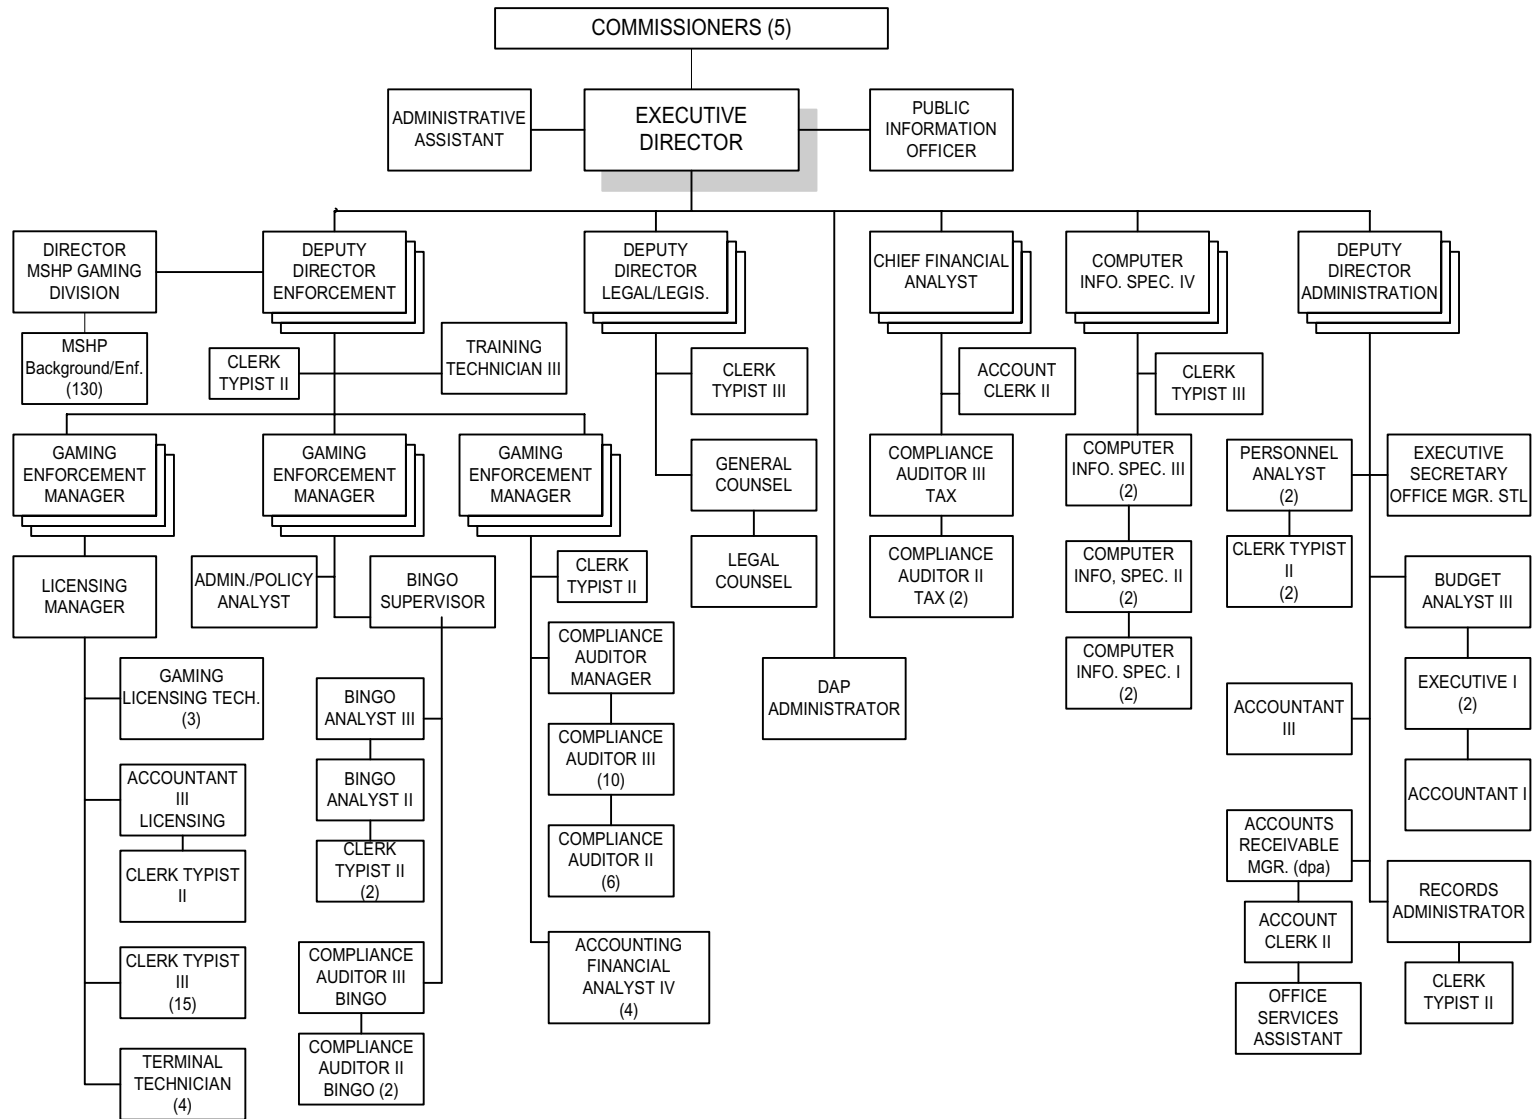 COMMISSIONERS (5)
ADMINISTRATIVE
ASSISTANT
EXECUTIVE
DIRECTOR
PUBLIC
INFORMATION
OFFICER
DIRECTOR
MSHP GAMING
DIVISION
DEPUTY
DIRECTOR
ENFORCEMENT
DEPUTY
DIRECTOR
LEGAL/LEGIS.
CHIEF FINANCIAL
ANALYST
COMPUTER
INFO. SPEC. IV
DEPUTY
DIRECTOR
ADMINISTRATION
MSHP
Background/Enf.
(130)
CLERK
TYPIST II
TRAINING
TECHNICIAN III
CLERK
TYPIST III
ACCOUNT
CLERK II
CLERK
TYPIST III
GAMING
ENFORCEMENT
MANAGER
GAMING
ENFORCEMENT
MANAGER
GAMING
ENFORCEMENT
MANAGER
GENERAL
COUNSEL
COMPLIANCE
AUDITOR III
TAX
COMPUTER
INFO. SPEC. III
(2)
PERSONNEL
ANALYST
(2)
EXECUTIVE
SECRETARY
OFFICE MGR. STL
LICENSING
MANAGER
ADMIN./POLICY
ANALYST
BINGO
SUPERVISOR
CLERK
TYPIST II
LEGAL
COUNSEL
COMPLIANCE
AUDITOR II
TAX (2)
COMPUTER
INFO, SPEC. II
(2)
CLERK TYPIST
II
(2)
BUDGET
ANALYST III
GAMING
LICENSING TECH.
(3)
BINGO
ANALYST III
COMPLIANCE
AUDITOR
MANAGER
DAP
ADMINISTRATOR
COMPUTER
INFO. SPEC. I
(2)
ACCOUNTANT
III
EXECUTIVE I
(2)
ACCOUNTANT
III
LICENSING
BINGO
ANALYST II
COMPLIANCE
AUDITOR III
(10)
ACCOUNTANT I
CLERK TYPIST
II
CLERK
TYPIST II
(2)
COMPLIANCE
AUDITOR II
(6)
ACCOUNTS
RECEIVABLE
MGR. (dpa)
RECORDS
ADMINISTRATOR
CLERK TYPIST
III
(15)
COMPLIANCE
AUDITOR III
BINGO
ACCOUNTING
FINANCIAL
ANALYST IV
(4)
ACCOUNT
CLERK II
CLERK
TYPIST II
TERMINAL
TECHNICIAN
(4)
COMPLIANCE
AUDITOR II
BINGO (2)
OFFICE
SERVICES
ASSISTANT